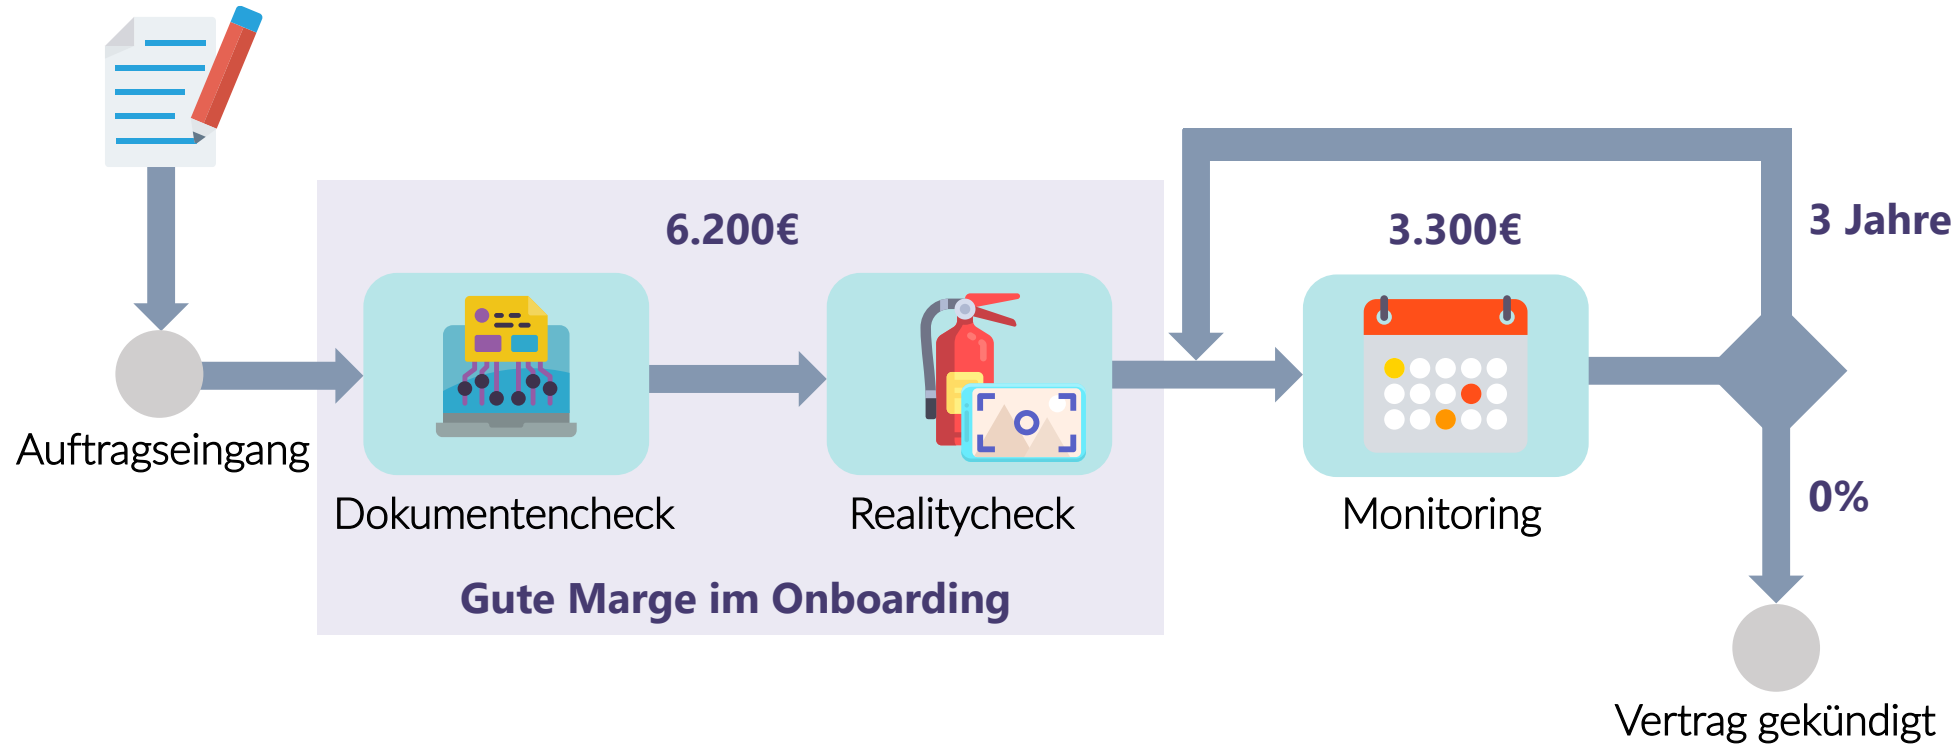 6.200€
3.300€
3 Jahre
Auftragseingang
Dokumentencheck
Realitycheck
Monitoring
0%
Gute Marge im Onboarding
Vertrag gekündigt